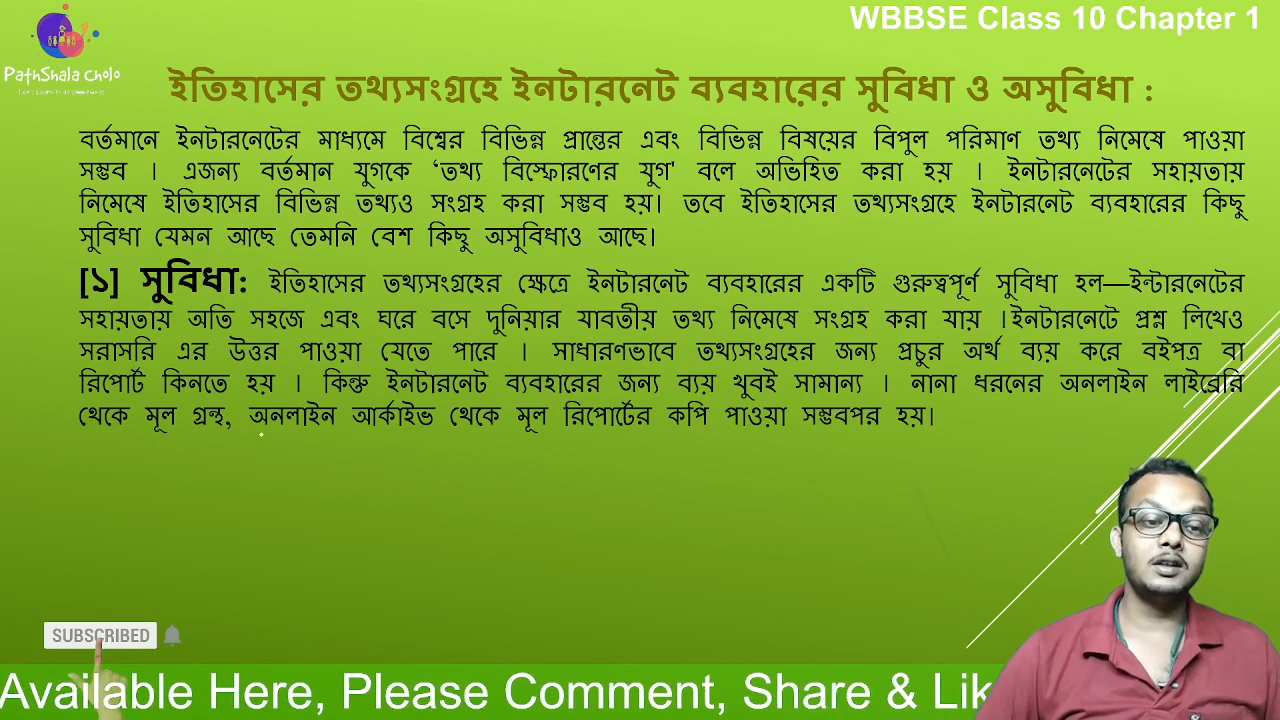 WBBSE Class 10 Chapter 1
PathShala Cholo
ইতিহাসের তথ্যসংগ্রহে ইনটারনেট ব্যবহারের সুবিধা ও অসুবিধা :
বর্তমানে ইনটারনেটের মাধ্যমে বিশ্বের বিভিন্ন প্রান্তের এবং বিভিন্ন বিষয়ের বিপুল পরিমাণ তথ্য নিমেষে পাওয়া
সম্ভব । এজন্য বর্তমান যুগকে ‘তথ্য বিস্ফোরণের যুগ' বলে অভিহিত করা হয় । ইনটারনেটের সহায়তায়
নিমেষে ইতিহাসের বিভিন্ন তথ্যও সংগ্রহ করা সম্ভব হয়। তবে ইতিহাসের তথ্যসংগ্রহে ইনটারনেট ব্যবহারের কিছু
সুবিধা যেমন আছে তেমনি বেশ কিছু অসুবিধাও আছে।
[১] সুবিধা: ইতিহাসের তথ্যসংগ্রহের ক্ষেত্রে ইনটারনেট ব্যবহারের একটি গুরুত্বপূর্ণ সুবিধা হল—ইন্টারনেটের
সহায়তায় অতি সহজে এবং ঘরে বসে দুনিয়ার যাবতীয় তথ্য নিমেষে সংগ্রহ করা যায় ।ইনটারনেটে প্রশ্ন লিখেও
সরাসরি এর উত্তর পাওয়া যেতে পারে । সাধারণভাবে তথ্যসংগ্রহের জন্য প্রচুর অর্থ ব্যয় করে বইপত্র বা
রিপোর্ট কিনতে হয় । কিন্তু ইনটারনেট ব্যবহারের জন্য ব্যয় খুবই সামান্য । নানা ধরনের অনলাইন লাইব্রেরি
থেকে মূল গ্রন্থ, অনলাইন আর্কাইভ থেকে মূল রিপোর্টের কপি পাওয়া সম্ভবপর হয়।
SUBSCRIBED
Available Here, Please Comment, Share & Lik